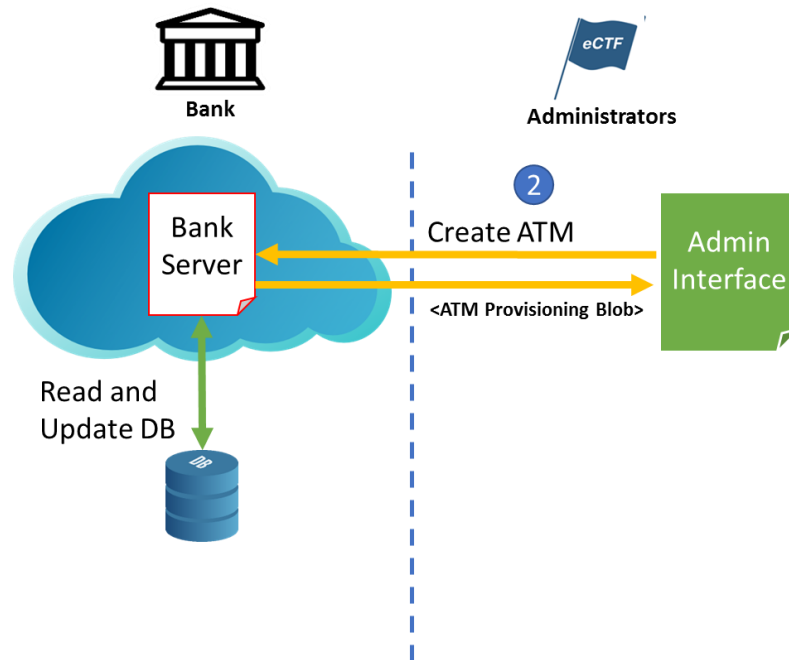 eCTF
Bank
Administrators
2
Bank
Server
Create ATM
Admin
Interface
<ATM Provisioning Blob>
Read and
Update DB
DB